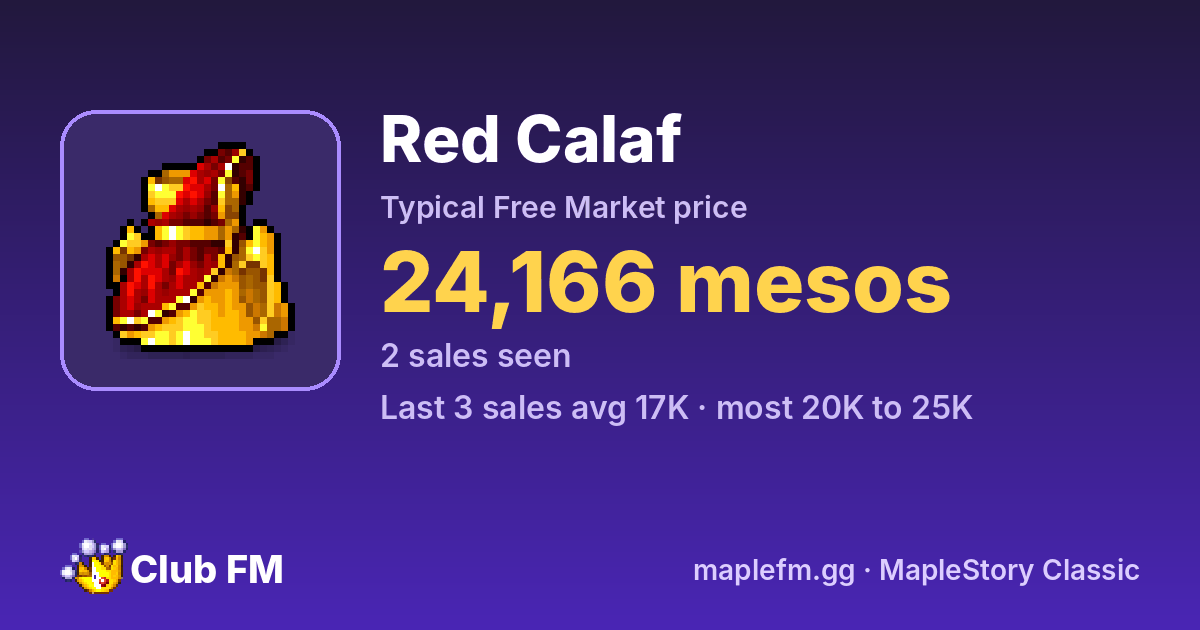 Red Calaf
Typical Free Market price
24,166 mesos
2 sales seen
Last 3 sales avg 17K · most 20K to 25K
Club FM
maplefm.gg · MapleStory Classic